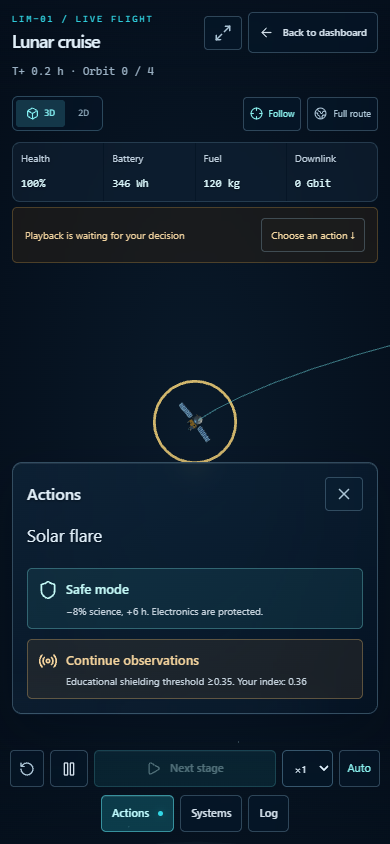 LIM-01 / LIVE FLIGHT
Lunar cruise
Back to dashboard
T+ 0.2 h · Orbit 0 / 4
3D
2D
Follow
Full route
Health
Battery
Fuel
Downlink
100%
346 Wh
120 kg
0 Gbit
Playback is waiting for your decision
Choose an action ↓
Actions
Solar flare
Safe mode
−8% science, +6 h. Electronics are protected.
Continue observations
Educational shielding threshold ≥0.35. Your index: 0.36
Next stage
×1
Auto
Actions
Systems
Log